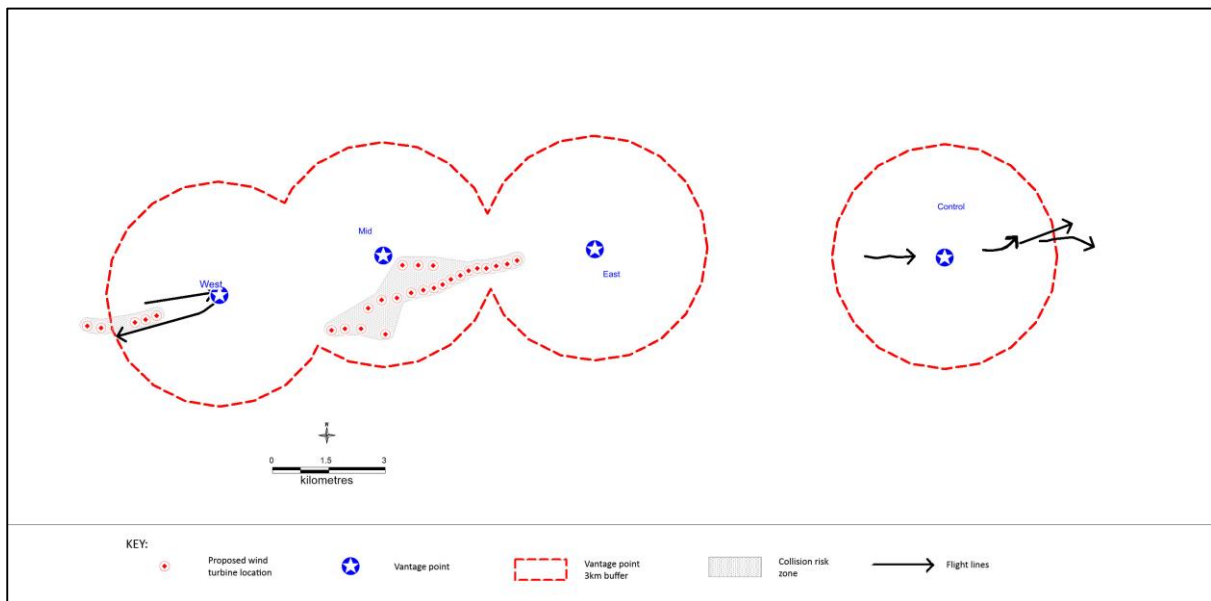 Control
Mid
East
West
N
0 1.5 3
kilometres
KEY:
Proposed wind
turbine location
Vantage point
Vantage point
3km buffer
Collision risk
zone
Flight lines